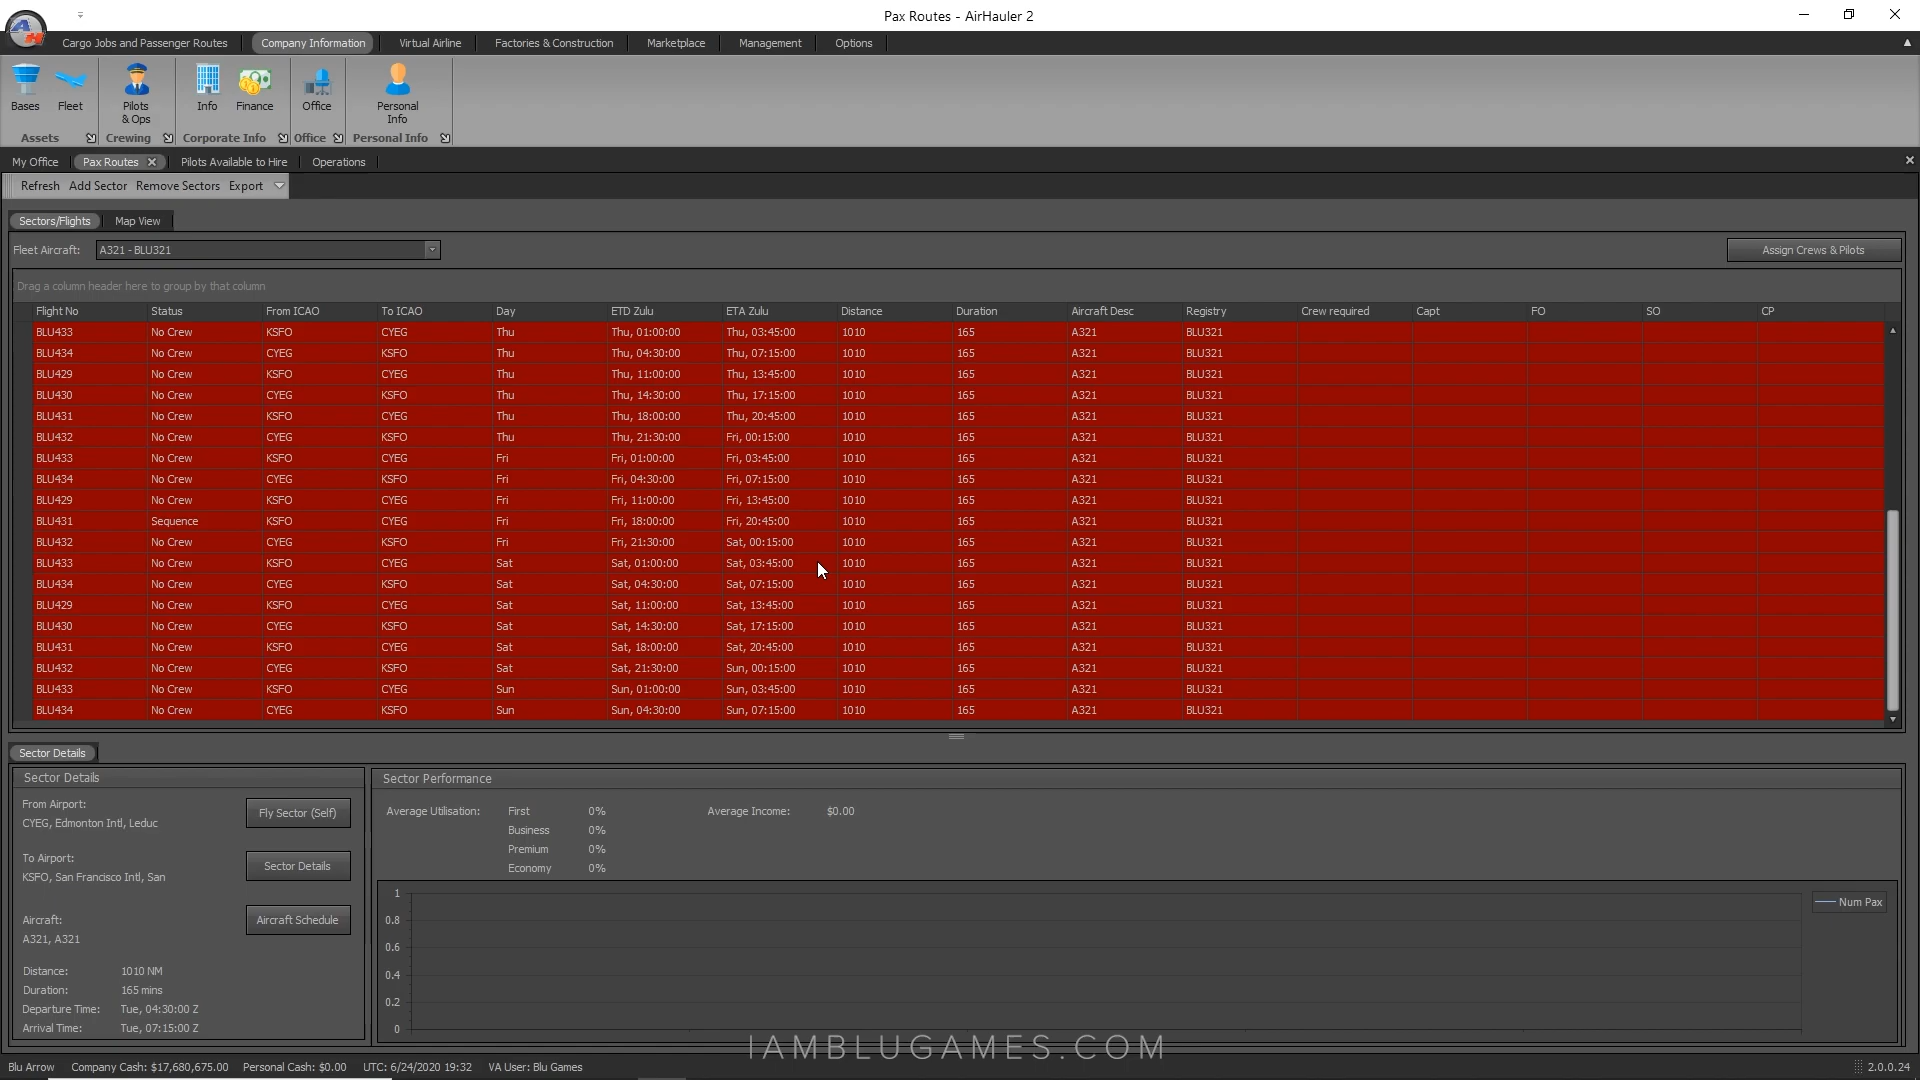 Pax Routes - AirHauler 2
Cargo Jobs and Passenger Routes Company Information Virtual Airline Factories & Construction Marketplace Management Options
Bases Fleet Pilots & Ops Info Finance Office Personal Info
Assets Crewing Corporate Info Office Personal Info
My Office Pax Routes Pilots Available to Hire Operations
Refresh Add Sector Remove Sectors Export
Sectors/Flights Map View
Fleet Aircraft: A321 - BLU321 Assign Crews & Pilots
Drag a column header here to group by that column
Flight No Status From ICAO To ICAO Day ETD Zulu ETA Zulu Distance Duration Aircraft Desc Registry Crew required Capt FO SO CP
BLU433 No Crew KSFO CYEG Thu Thu, 01:00:00 Thu, 03:45:00 1010 165 A321 BLU321
BLU434 No Crew CYEG KSFO Thu Thu, 04:30:00 Thu, 07:15:00 1010 165 A321 BLU321
BLU429 No Crew KSFO CYEG Thu Thu, 11:00:00 Thu, 13:45:00 1010 165 A321 BLU321
BLU430 No Crew CYEG KSFO Thu Thu, 14:30:00 Thu, 17:15:00 1010 165 A321 BLU321
BLU431 No Crew KSFO CYEG Thu Thu, 18:00:00 Thu, 20:45:00 1010 165 A321 BLU321
BLU432 No Crew CYEG KSFO Thu Thu, 21:30:00 Fri, 00:15:00 1010 165 A321 BLU321
BLU433 No Crew KSFO CYEG Fri Fri, 01:00:00 Fri, 03:45:00 1010 165 A321 BLU321
BLU434 No Crew CYEG KSFO Fri Fri, 04:30:00 Fri, 07:15:00 1010 165 A321 BLU321
BLU429 No Crew KSFO CYEG Fri Fri, 11:00:00 Fri, 13:45:00 1010 165 A321 BLU321
BLU431 Sequence KSFO CYEG Fri Fri, 18:00:00 Fri, 20:45:00 1010 165 A321 BLU321
BLU432 No Crew CYEG KSFO Fri Fri, 21:30:00 Sat, 00:15:00 1010 165 A321 BLU321
BLU433 No Crew KSFO CYEG Sat Sat, 01:00:00 Sat, 03:45:00 1010 165 A321 BLU321
BLU434 No Crew CYEG KSFO Sat Sat, 04:30:00 Sat, 07:15:00 1010 165 A321 BLU321
BLU429 No Crew KSFO CYEG Sat Sat, 11:00:00 Sat, 13:45:00 1010 165 A321 BLU321
BLU430 No Crew CYEG KSFO Sat Sat, 14:30:00 Sat, 17:15:00 1010 165 A321 BLU321
BLU431 No Crew KSFO CYEG Sat Sat, 18:00:00 Sat, 20:45:00 1010 165 A321 BLU321
BLU432 No Crew CYEG KSFO Sat Sat, 21:30:00 Sun, 00:15:00 1010 165 A321 BLU321
BLU433 No Crew KSFO CYEG Sun Sun, 01:00:00 Sun, 03:45:00 1010 165 A321 BLU321
BLU434 No Crew CYEG KSFO Sun Sun, 04:30:00 Sun, 07:15:00 1010 165 A321 BLU321
Sector Details
Sector Details
From Airport:
CYEG, Edmonton Intl, Leduc
Fly Sector (Self)
To Airport:
KSFO, San Francisco Intl, San
Sector Details
Aircraft:
A321, A321
Aircraft Schedule
Distance: 1010 NM
Duration: 165 mins
Departure Time: Tue, 04:30:00 Z
Arrival Time: Tue, 07:15:00 Z
Sector Performance
Average Utilisation: First 0% Average Income: $0.00
Business 0%
Premium 0%
Economy 0%
1
0.8
0.6
0.4
0.2
0
Num Pax
IAMBLUGAMES.COM
Blu Arrow Company Cash: $17,680,675.00 Personal Cash: $0.00 UTC: 6/24/2020 19:32 VA User: Blu Games 2.0.0.24